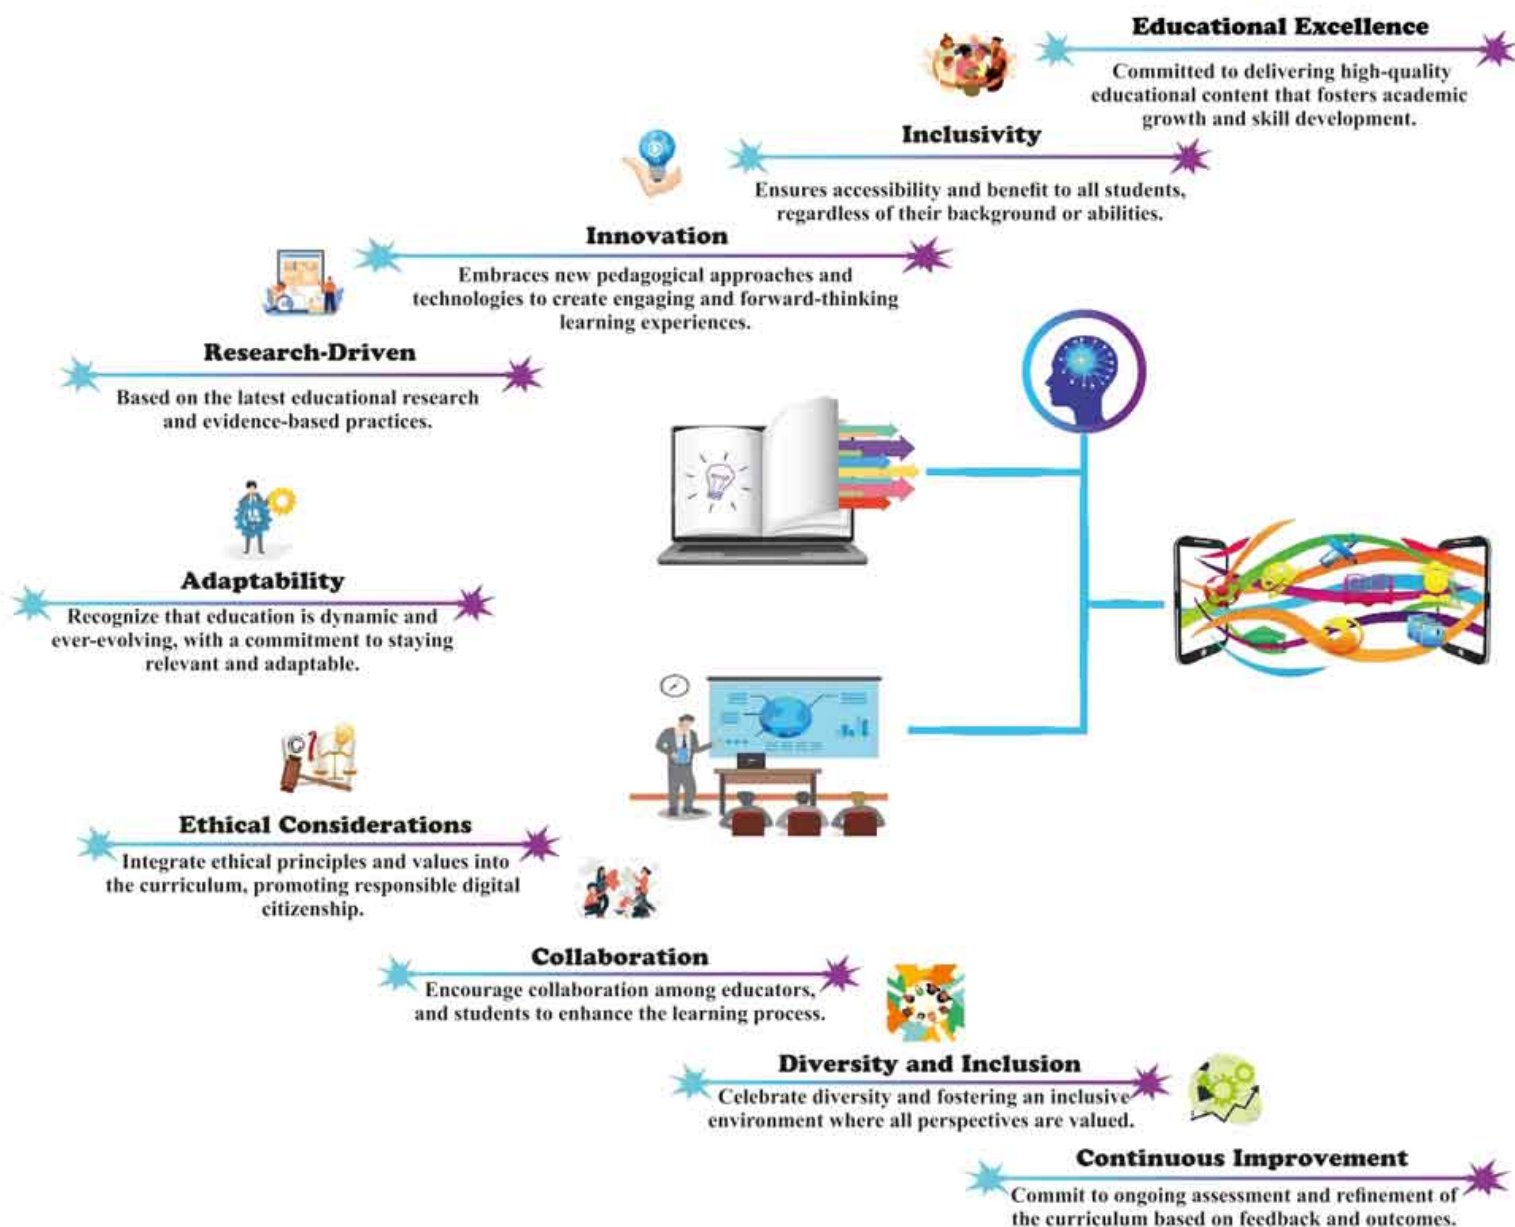 Educational Excellence
Committed to delivering high-quality
educational content that fosters academic
growth and skill development.
Inclusivity
Ensures accessibility and benefit to all students,
regardless of their background or abilities.
Innovation
Embraces new pedagogical approaches and
technologies to create engaging and forward-thinking
learning experiences.
Research-Driven
Based on the latest educational research
and evidence-based practices.
Adaptability
Recognize that education is dynamic and
ever-evolving, with a commitment to staying
relevant and adaptable.
Ethical Considerations
Integrate ethical principles and values into
the curriculum, promoting responsible digital
citizenship.
Collaboration
Encourage collaboration among educators,
and students to enhance the learning process.
Diversity and Inclusion
Celebrate diversity and fostering an inclusive
environment where all perspectives are valued.
Continuous Improvement
Commit to ongoing assessment and refinement of
the curriculum based on feedback and outcomes.